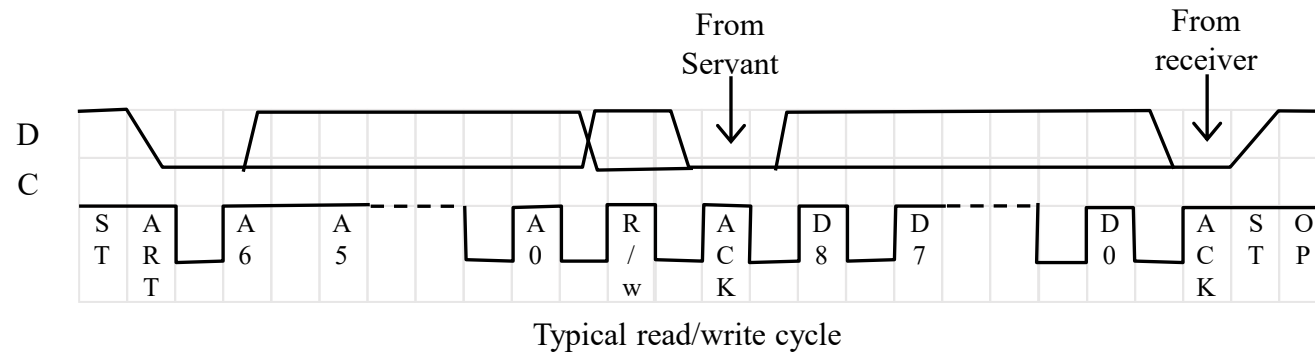 From
Servant
From
receiver
D
C
S
T
A
R
T
A
6
A
5
A
0
R
/
w
A
C
K
D
8
D
7
D
0
A
C
K
S
T
O
P
Typical read/write cycle